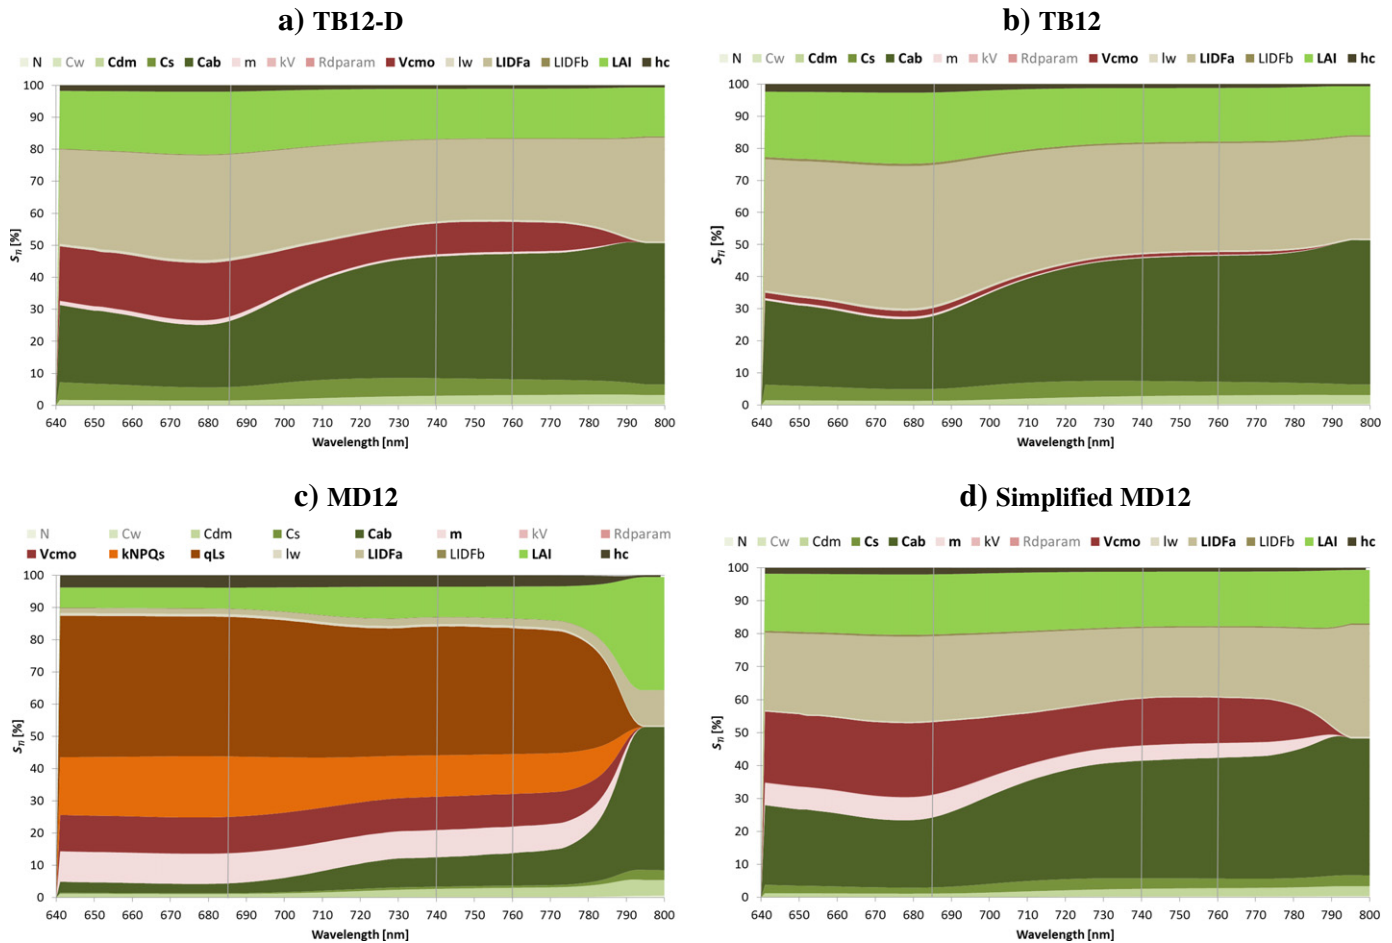 a) TB12-D
N Cw Cdm Cs Cab m kV Rdparam Vcmo lw LIDFa LIDFb LAI hc
100
90
80
70
60
50
40
30
20
10
0
S_Ti [%]
640 650 660 670 680 690 700 710 720 730 740 750 760 770 780 790 800
Wavelength [nm]
b) TB12
N Cw Cdm Cs Cab m kV Rdparam Vcmo lw LIDFa LIDFb LAI hc
100
90
80
70
60
50
40
30
20
10
0
S_Ti [%]
640 650 660 670 680 690 700 710 720 730 740 750 760 770 780 790 800
Wavelength [nm]
c) MD12
N Cw Cdm Cs Cab m kV Rdparam
Vcmo kNPQs qLs lw LIDFa LIDFb LAI hc
100
90
80
70
60
50
40
30
20
10
0
S_Ti [%]
640 650 660 670 680 690 700 710 720 730 740 750 760 770 780 790 800
Wavelength [nm]
d) Simplified MD12
N Cw Cdm Cs Cab m kV Rdparam Vcmo lw LIDFa LIDFb LAI hc
100
90
80
70
60
50
40
30
20
10
0
S_Ti [%]
640 650 660 670 680 690 700 710 720 730 740 750 760 770 780 790 800
Wavelength [nm]